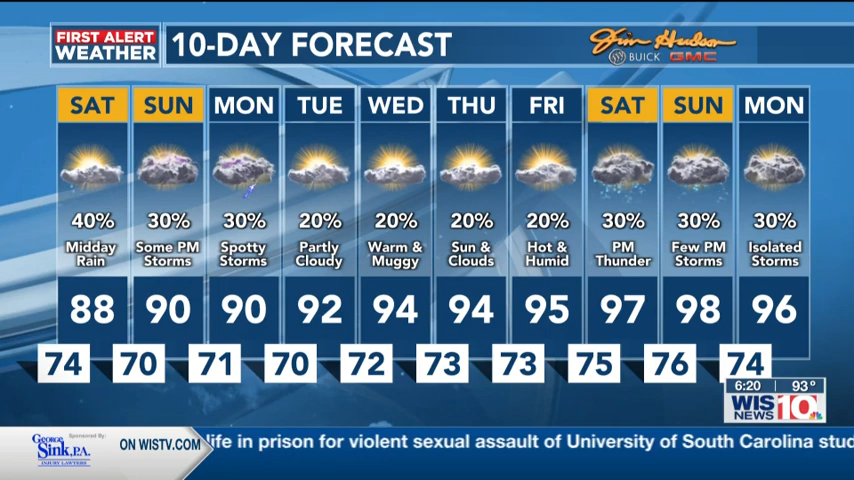 FIRST ALERT
WEATHER
10-DAY FORECAST
Jim Hudson
BUICK GMC
SAT SUN MON TUE WED THU FRI SAT SUN MON
40% 30% 30% 20% 20% 20% 20% 30% 30% 30%
Midday Some PM Spotty Partly Warm & Sun & Hot & PM Few PM Isolated
Rain Storms Storms Cloudy Muggy Clouds Humid Thunder Storms Storms
88 90 90 92 94 94 95 97 98 96
74 70 71 70 72 73 73 75 76 74
6:20 93°
WIS
NEWS 10
Sponsored By:
George
Sink, P.A.
INJURY LAWYERS
ON WISTV.COM
life in prison for violent sexual assault of University of South Carolina stud